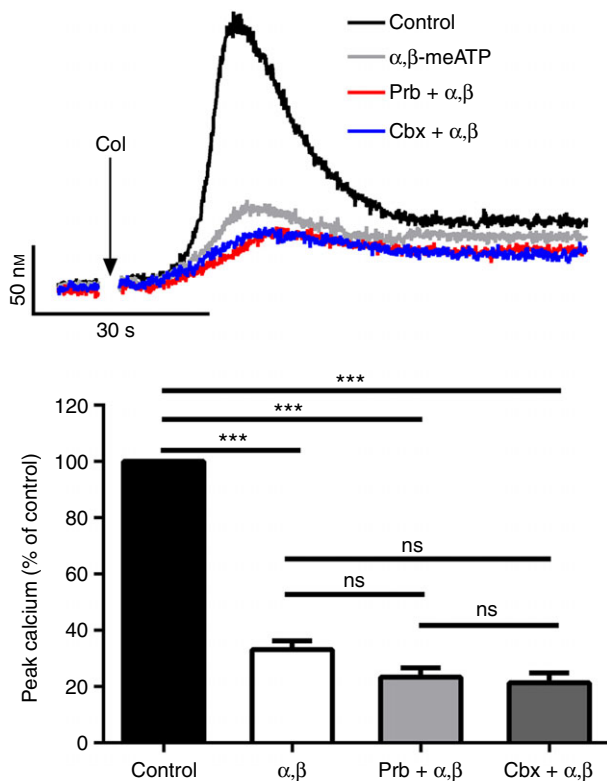 Control
α,β-meATP
Prb + α,β
Cbx + α,β
Col
50 nM
30 s
***
***
***
ns
ns
ns
Peak calcium (% of control)
120
100
80
60
40
20
0
Control
α,β
Prb + α,β
Cbx + α,β